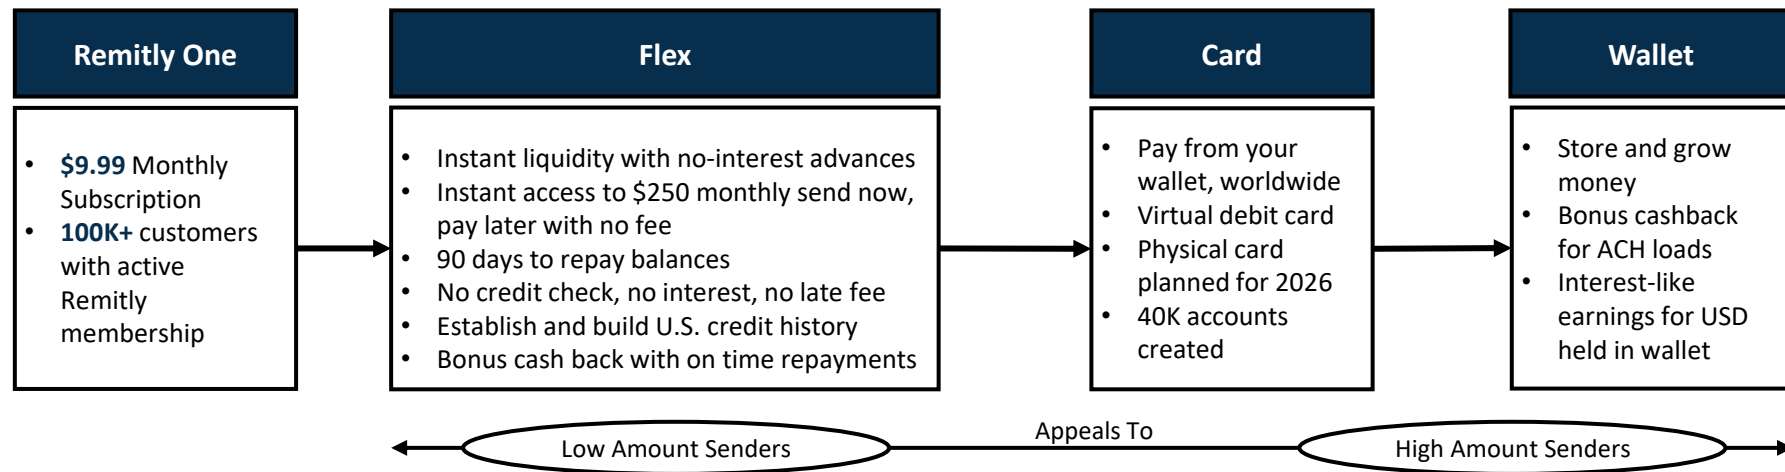 Remitly One
• $9.99 Monthly
Subscription
• 100K+ customers
with active
Remitly
membership
Flex
• Instant liquidity with no-interest advances
• Instant access to $250 monthly send now,
pay later with no fee
• 90 days to repay balances
• No credit check, no interest, no late fee
• Establish and build U.S. credit history
• Bonus cash back with on time repayments
Card
• Pay from your
wallet, worldwide
• Virtual debit card
• Physical card
planned for 2026
• 40K accounts
created
Wallet
• Store and grow
money
• Bonus cashback
for ACH loads
• Interest-like
earnings for USD
held in wallet
Low Amount Senders
Appeals To
High Amount Senders